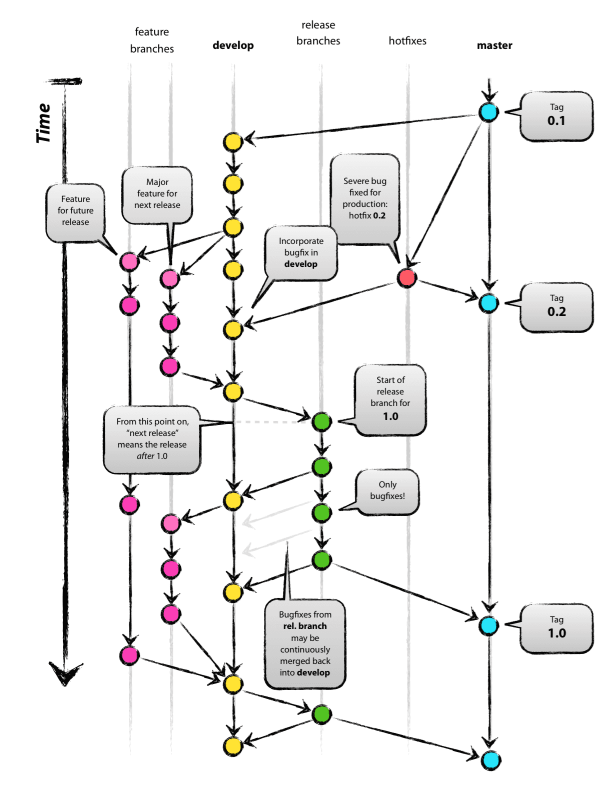 feature
branches
develop
release
branches
hotfixes
master
Time
Tag
0.1
Feature
for future
release
Major
feature for
next release
Severe bug
fixed for
production:
hotfix 0.2
Incorporate
bugfix in
develop
Tag
0.2
Start of
release
branch for
1.0
From this point on,
“next release”
means the release
after 1.0
Only
bugfixes!
Bugfixes from
rel. branch
may be
continuously
merged back
into develop
Tag
1.0